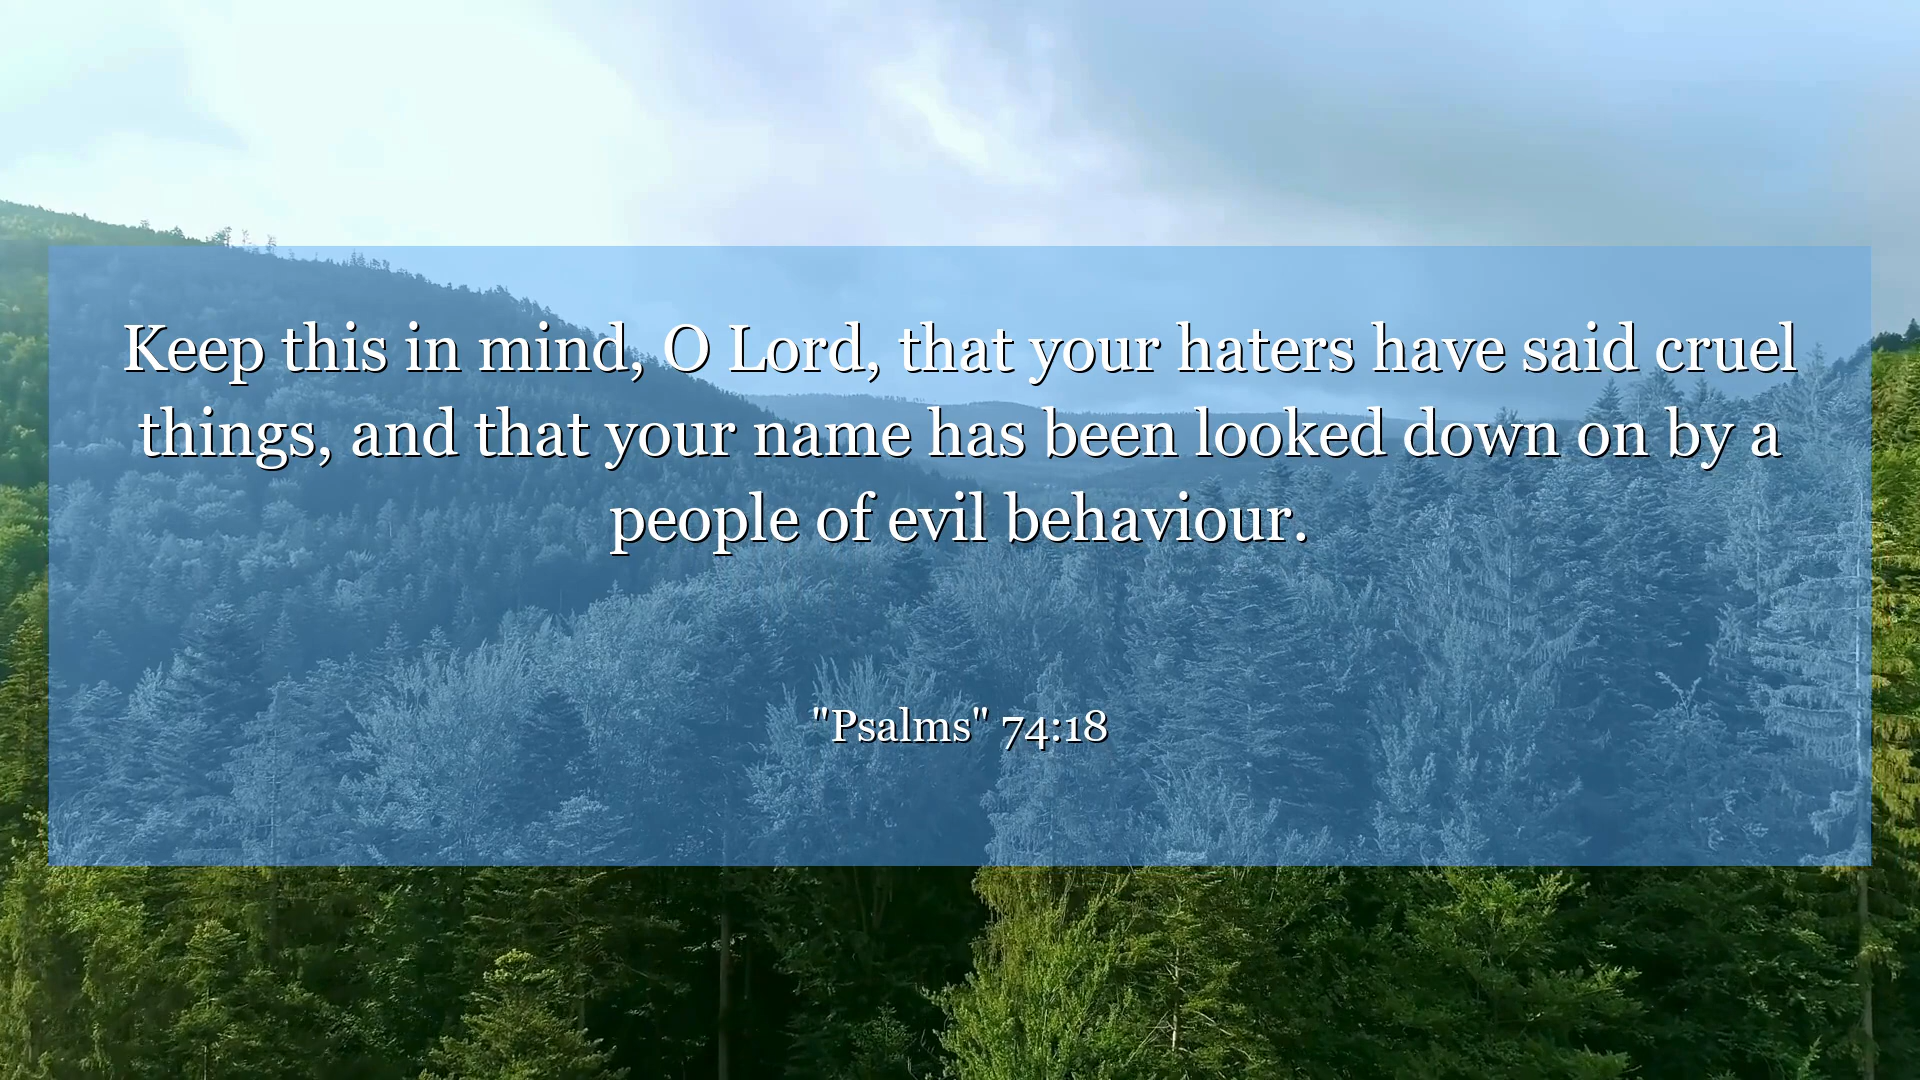 Keep this in mind, O Lord, that your haters have said cruel
things, and that your name has been looked down on by a
people of evil behaviour.
"Psalms" 74:18